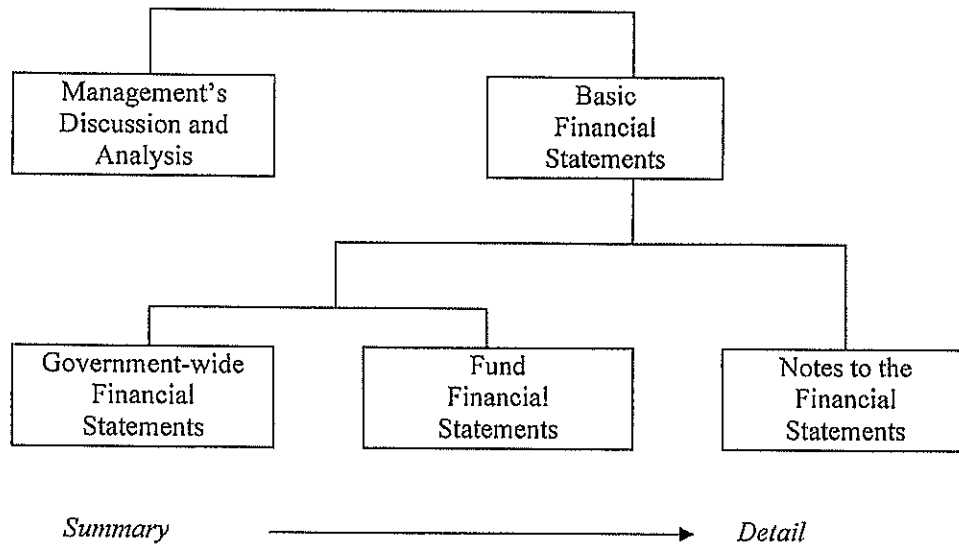 Management's
Discussion and
Analysis
Basic
Financial
Statements
Government-wide
Financial
Statements
Fund
Financial
Statements
Notes to the
Financial
Statements
Summary
Detail